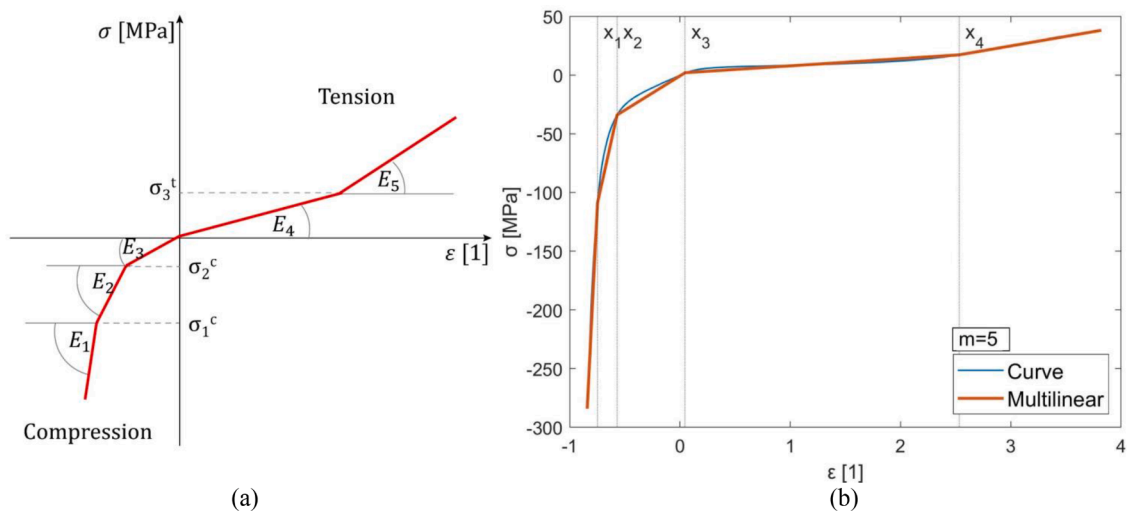 σ [MPa]
Tension
σ₃ᵗ
E₅
E₄
ε [1]
E₃
σ₂ᶜ
E₂
σ₁ᶜ
E₁
Compression
(a)
50
0
-50
-100
-150
-200
-250
-300
σ [MPa]
x₁ x₂ x₃ x₄
m=5
Curve
Multilinear
-1 0 1 2 3 4
ε [1]
(b)